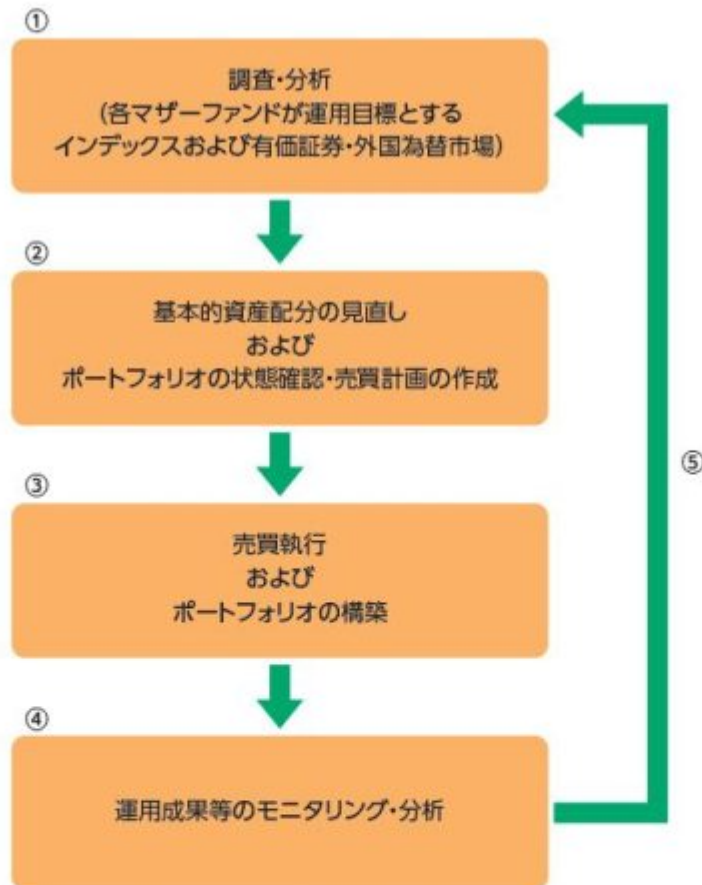 ①
調査・分析
(各マザーファンドが運用目標とする
インデックスおよび有価証券・外国為替市場)
②
基本的資産配分の見直し
および
ポートフォリオの状態確認・売買計画の作成
⑤
③
売買執行
および
ポートフォリオの構築
④
運用成果等のモニタリング・分析